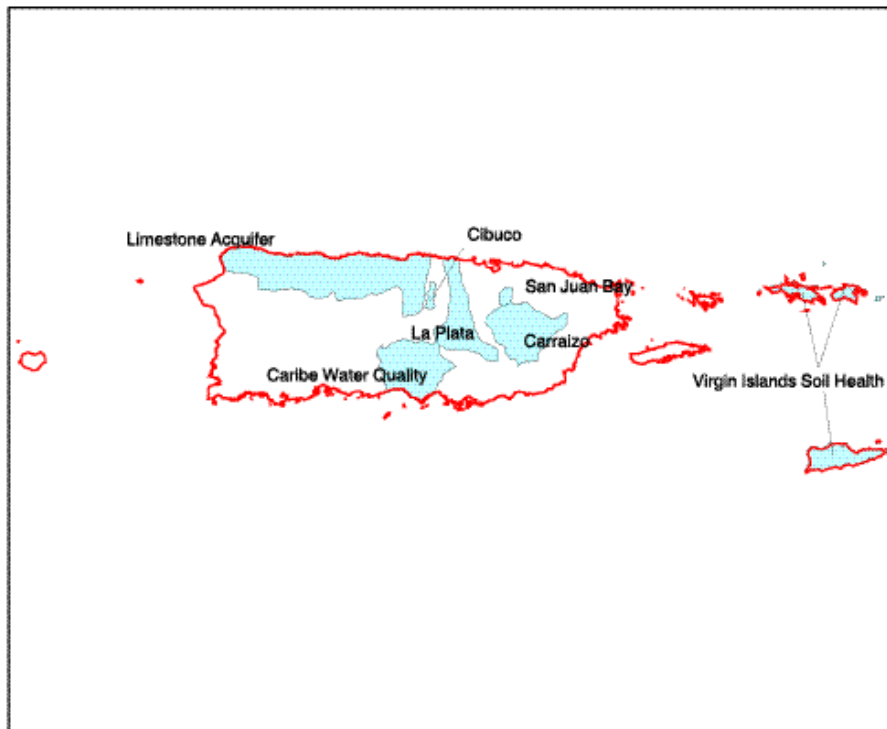 Cibuco
Limestone Acquifer
San Juan Bay
La Plata
Carraizo
Caribe Water Quality
Virgin Islands Soil Health